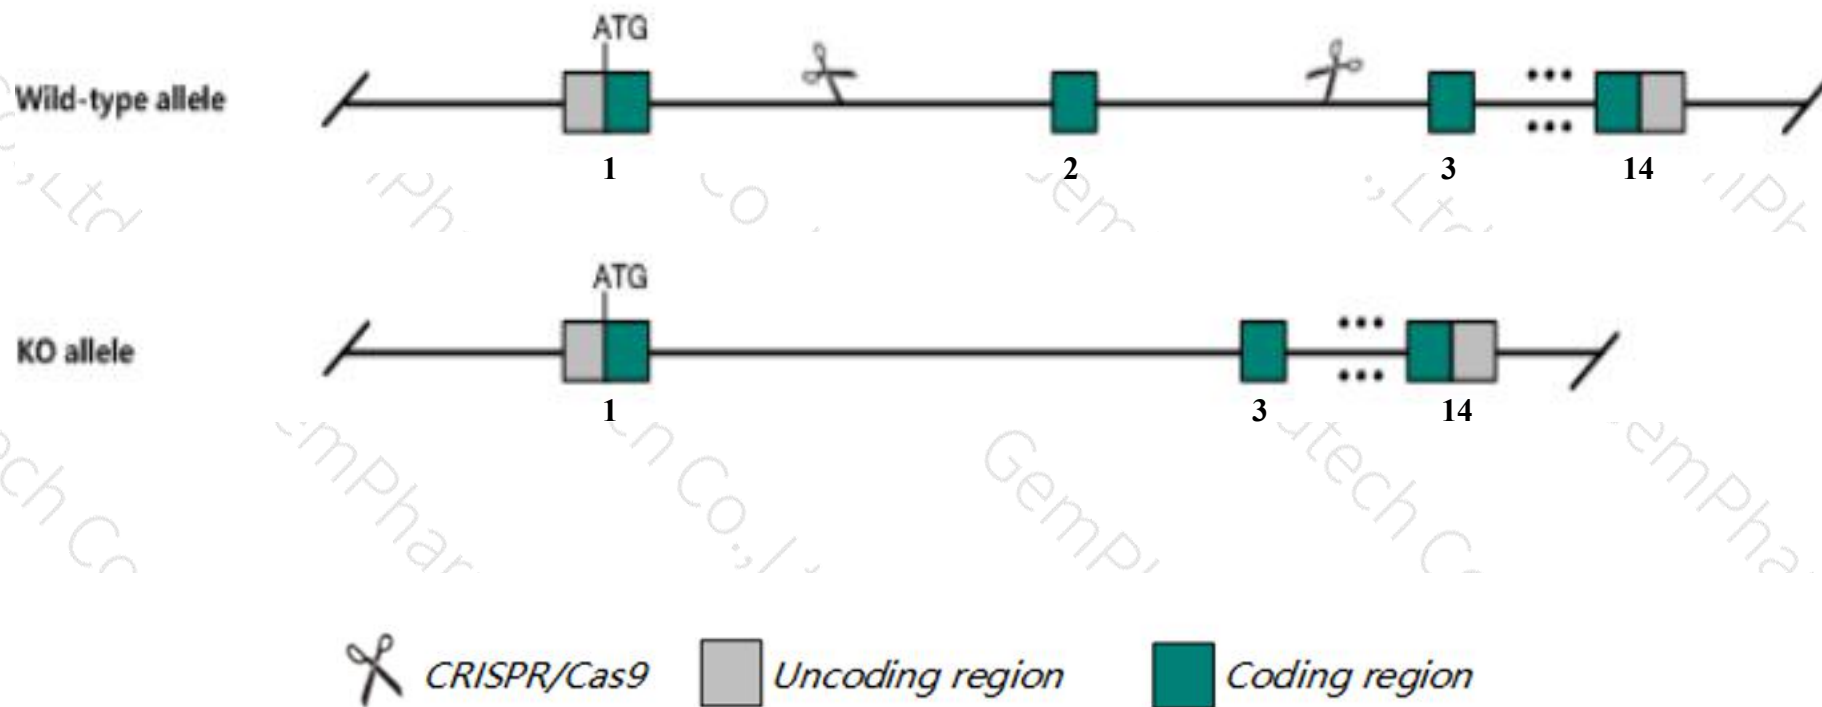 ATG
Wild-type allele
1 2 3 14
ATG
KO allele
1 3 14
CRISPR/Cas9 Uncoding region Coding region